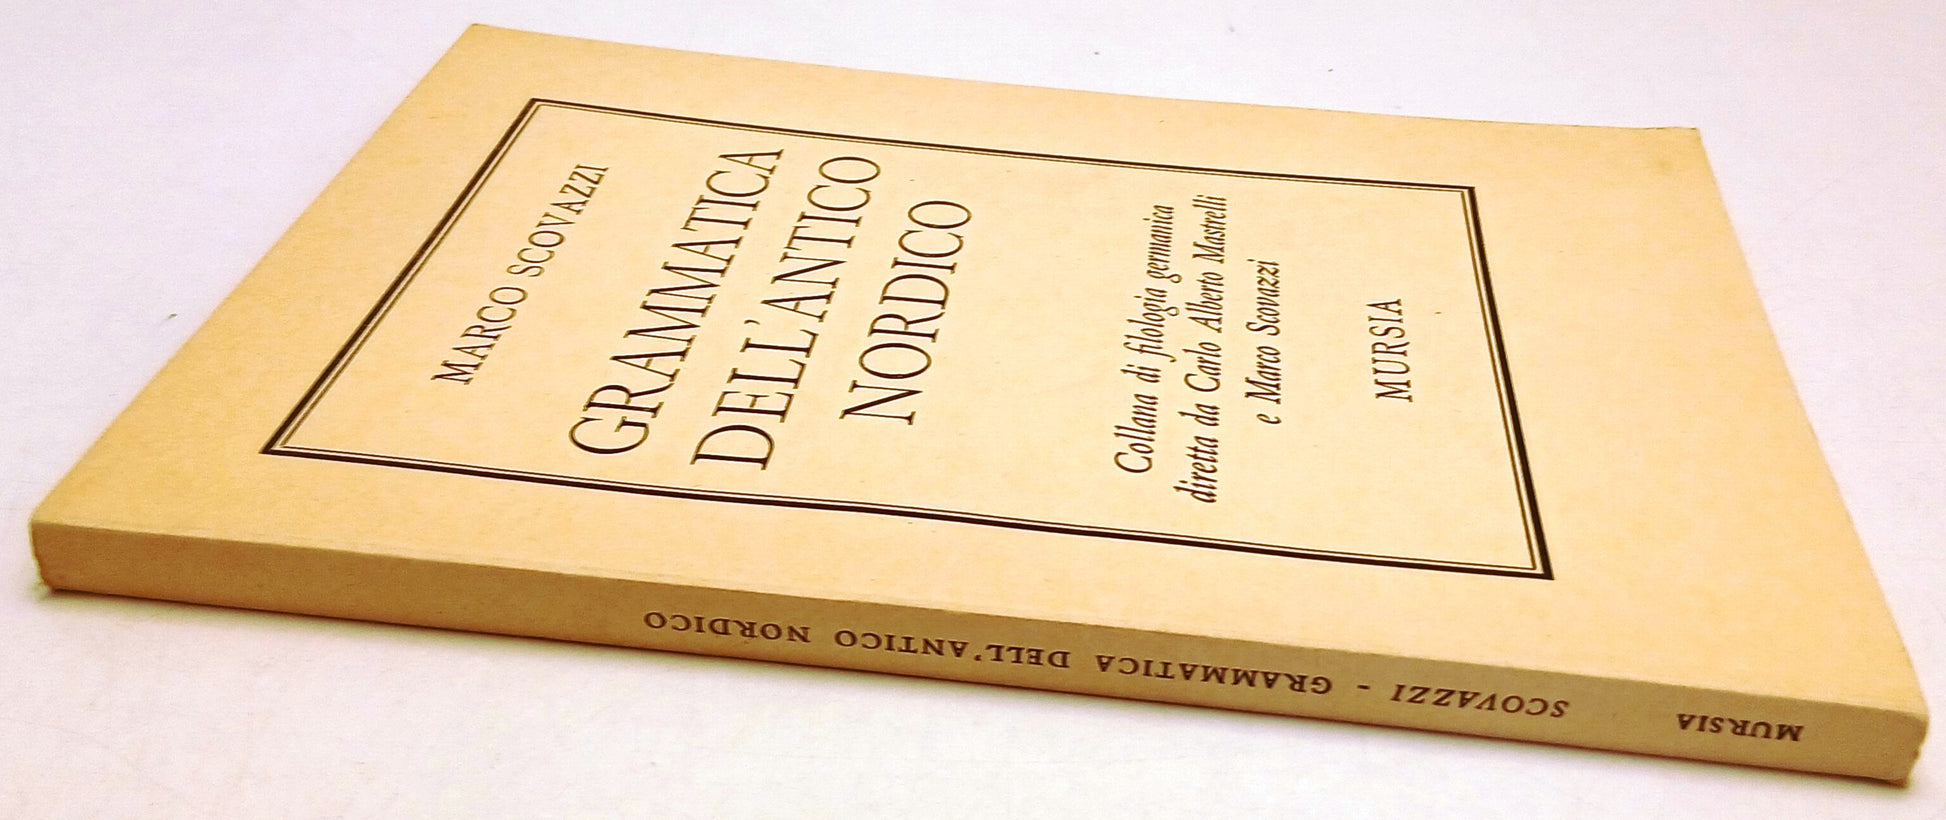 MARCO SCOVAZZI
GRAMMATICA
DELL'ANTICO
NORDICO
Collana di filologia germanica
diretta da Carlo Alberto Mastrelli
e Marco Scovazzi
MURSIA
MURSIA SCOVAZZI - GRAMMATICA DELL'ANTICO NORDICO